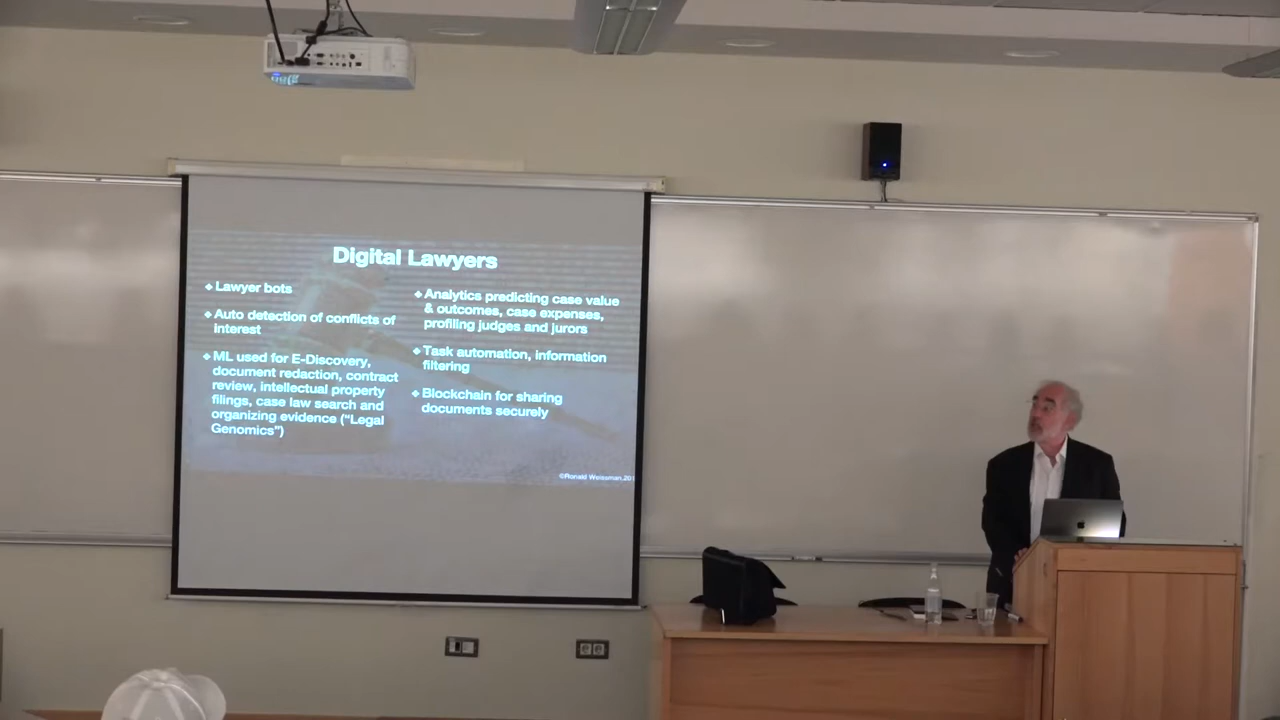 Digital Lawyers
❖ Lawyer bots
❖ Auto detection of conflicts of
interest
❖ ML used for E-Discovery,
document redaction, contract
review, intellectual property
filings, case law search and
organizing evidence ("Legal
Genomics")
❖ Analytics predicting case value
& outcomes, case expenses,
profiling judges and jurors
❖ Task automation, information
filtering
❖ Blockchain for sharing
documents securely
©Ronald Weissman,